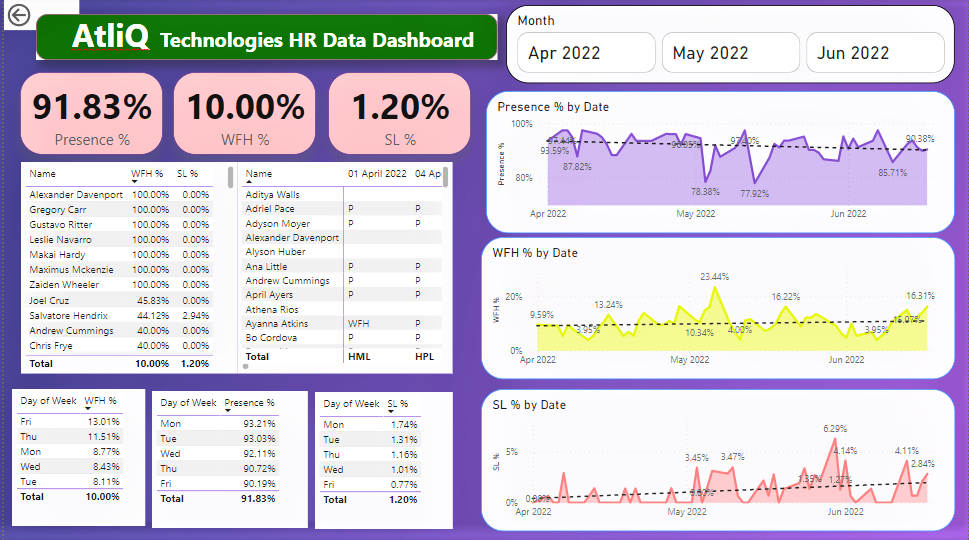 AtliQ Technologies HR Data Dashboard
Month
Apr 2022 May 2022 Jun 2022
91.83% 10.00% 1.20%
Presence % WFH % SL %
Name WFH % SL %
Alexander Davenport 100.00% 0.00%
Gregory Carr 100.00% 0.00%
Gustavo Ritter 100.00% 0.00%
Leslie Navarro 100.00% 0.00%
Makai Hardy 100.00% 0.00%
Maximus Mckenzie 100.00% 0.00%
Zaiden Wheeler 100.00% 0.00%
Joel Cruz 45.83% 0.00%
Salvatore Hendrix 44.12% 2.94%
Andrew Cummings 40.00% 0.00%
Chris Frye 40.00% 0.00%
Total 10.00% 1.20%
Name 01 April 2022 04 Ap
Aditya Walls
Adriel Pace P P
Adyson Moyer P P
Alexander Davenport
Alyson Huber
Ana Little P P
Andrew Cummings P P
April Ayers P P
Athena Rios
Ayanna Atkins WFH P
Bo Cordova P P
Total HML HPL
Day of Week WFH %
Fri 13.01%
Thu 11.51%
Mon 8.77%
Wed 8.43%
Tue 8.11%
Total 10.00%
Day of Week Presence %
Mon 93.21%
Tue 93.03%
Wed 92.11%
Thu 90.72%
Fri 90.19%
Total 91.83%
Day of Week SL %
Mon 1.74%
Tue 1.31%
Thu 1.16%
Wed 1.01%
Fri 0.77%
Total 1.20%
Presence % by Date
Presence %
100%
80%
93.59%
87.82%
78.38%
77.92%
85.71%
90.38%
Apr 2022 May 2022 Jun 2022
WFH % by Date
WFH %
20%
0%
9.59%
3.95%
13.24%
10.34%
23.44%
4.00%
16.22%
3.95%
16.31%
Apr 2022 May 2022 Jun 2022
SL % by Date
SL %
5%
0%
3.45%
3.47%
1.35%
6.29%
4.14%
1.27%
4.11%
2.84%
Apr 2022 May 2022 Jun 2022